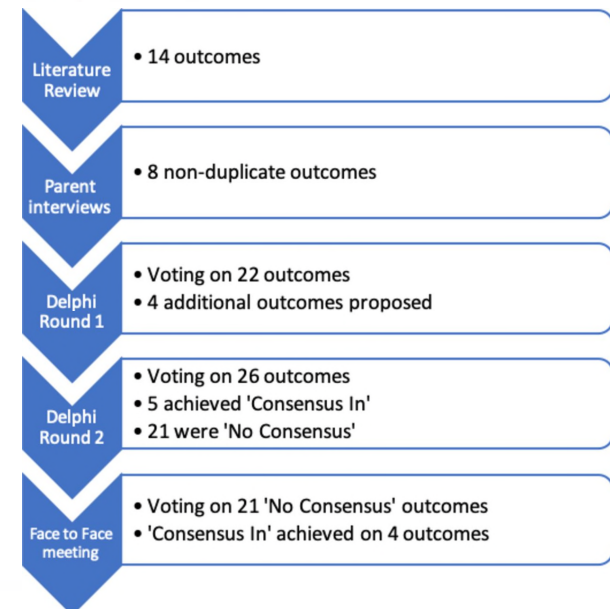 Literature
Review
• 14 outcomes
Parent
interviews
• 8 non-duplicate outcomes
Delphi
Round 1
• Voting on 22 outcomes
• 4 additional outcomes proposed
Delphi
Round 2
• Voting on 26 outcomes
• 5 achieved 'Consensus In'
• 21 were 'No Consensus'
Face to Face
meeting
• Voting on 21 'No Consensus' outcomes
• 'Consensus In' achieved on 4 outcomes